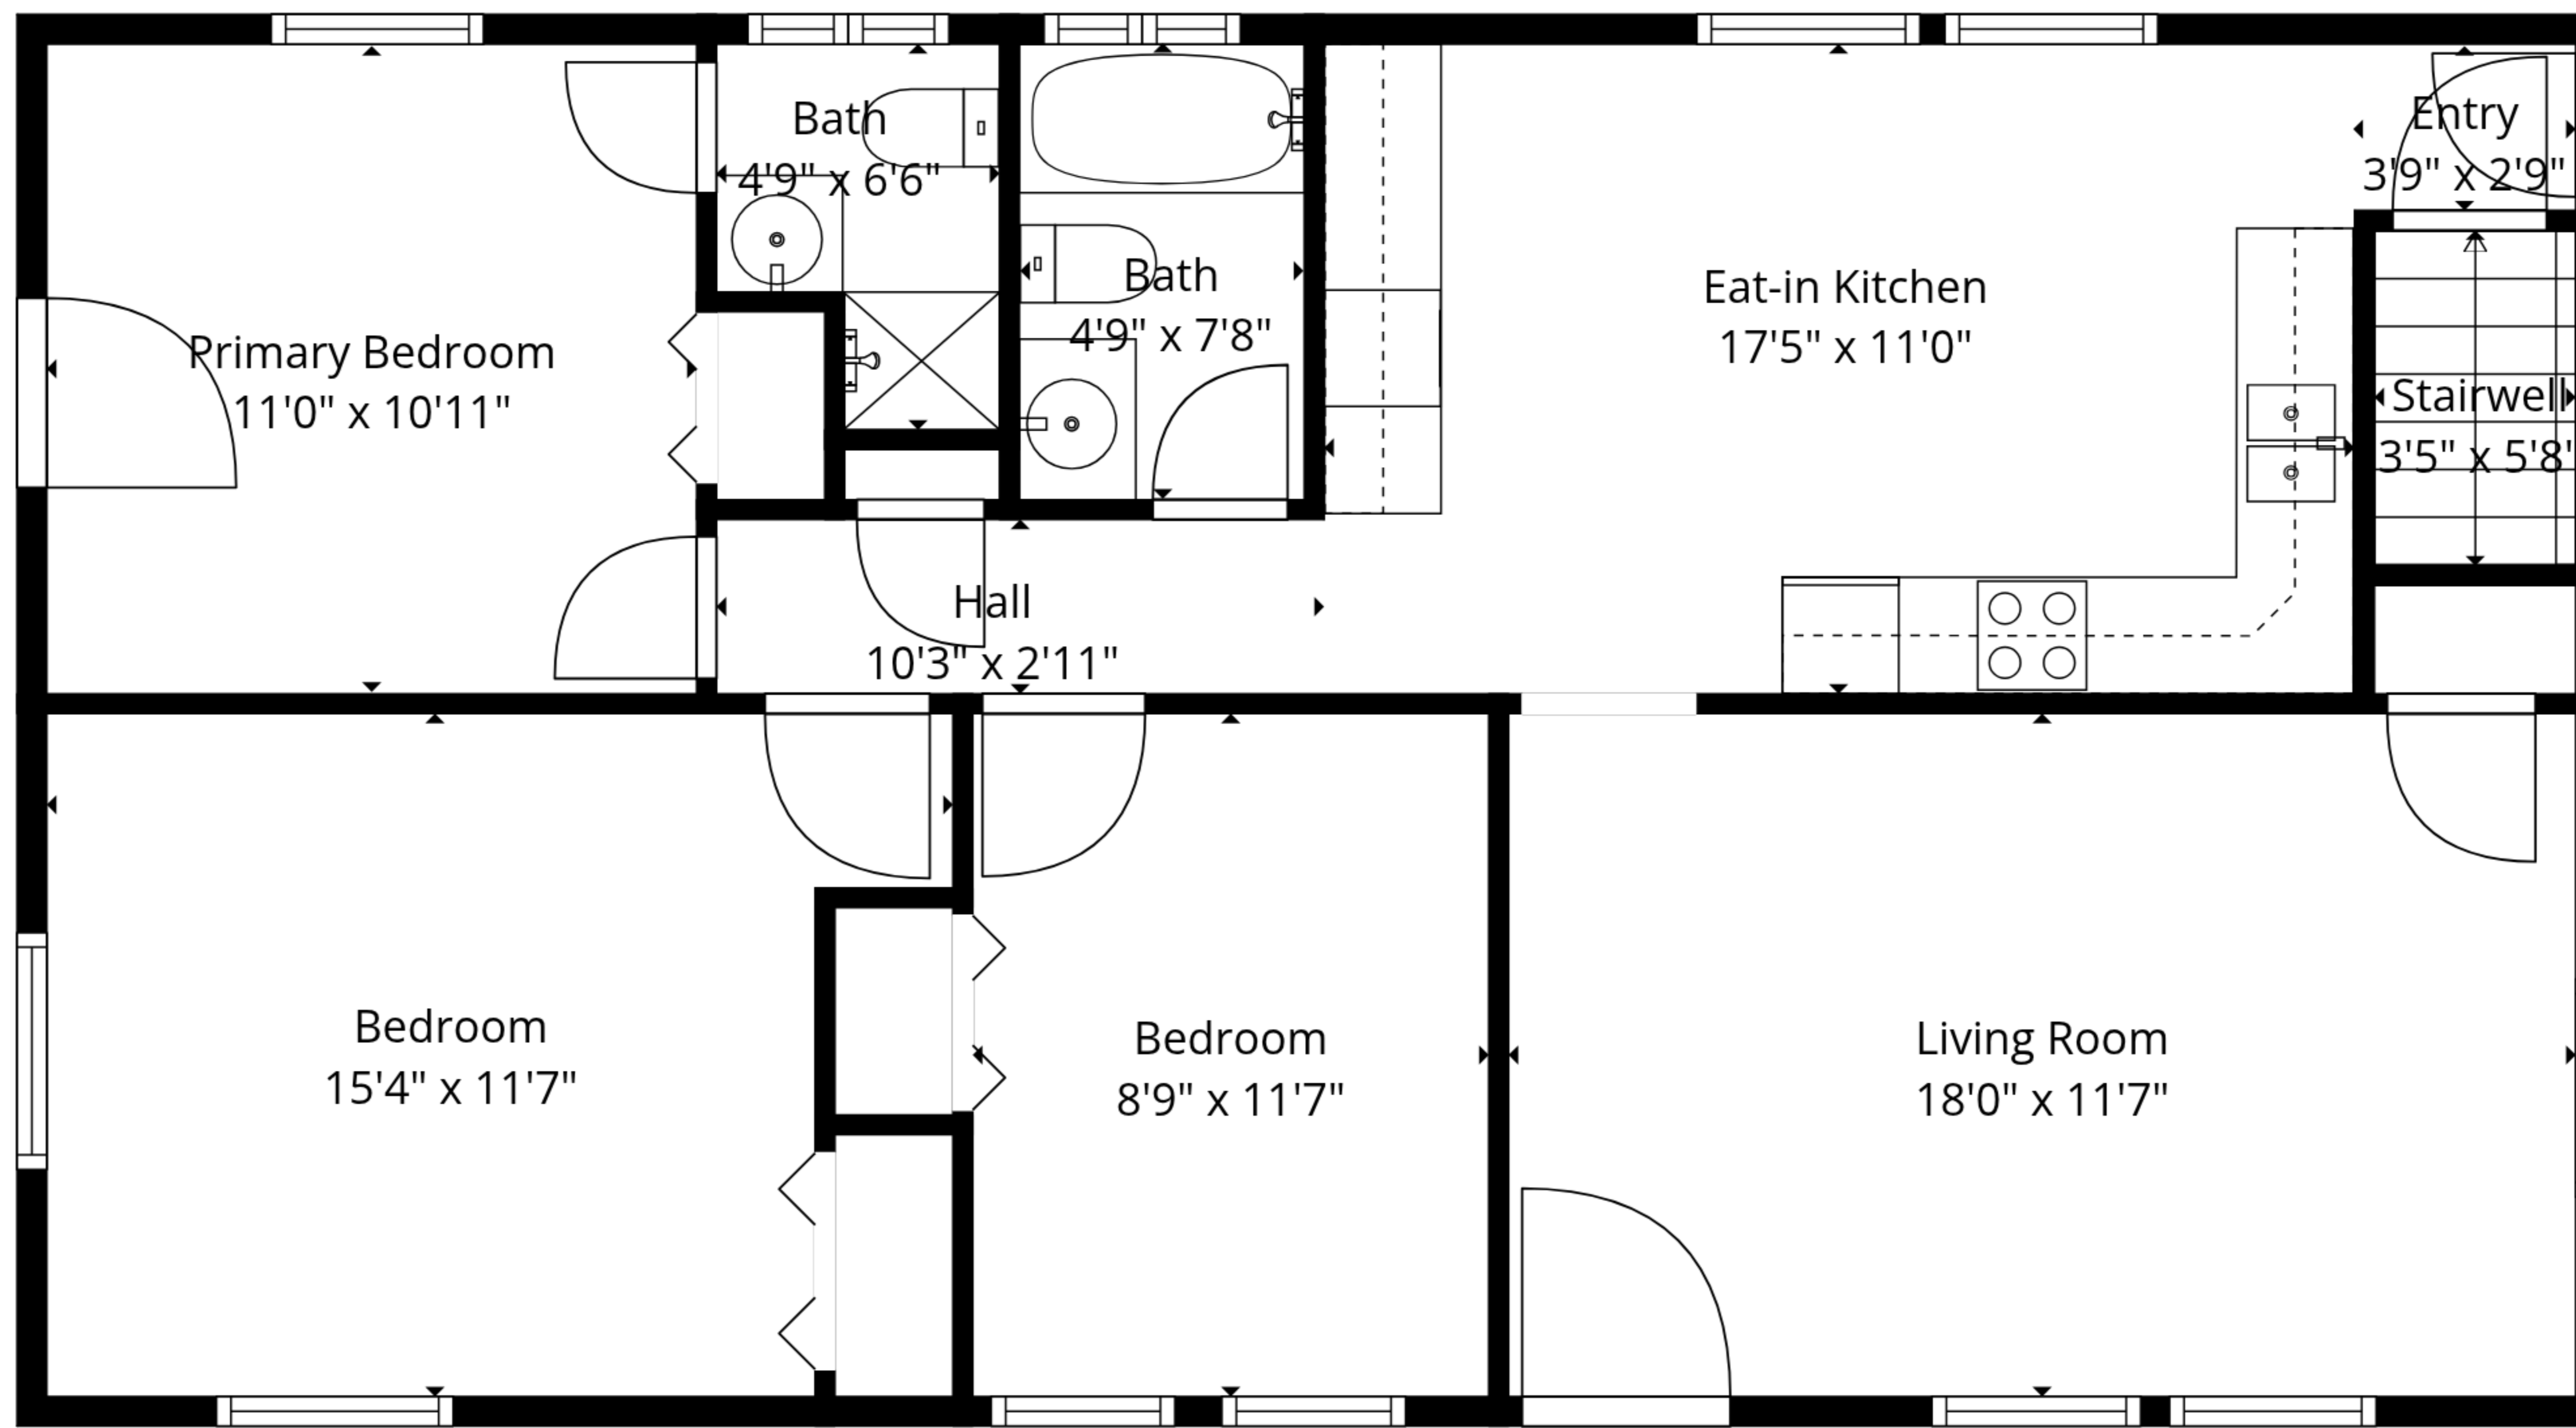 Bath
4'9" x 6'6"
Entry
3'9" x 2'9"
Bath
4'9" x 7'8"
Eat-in Kitchen
17'5" x 11'0"
Primary Bedroom
11'0" x 10'11"
Stairwell
3'5" x 5'8"
Hall
10'3" x 2'11"
Bedroom
15'4" x 11'7"
Bedroom
8'9" x 11'7"
Living Room
18'0" x 11'7"